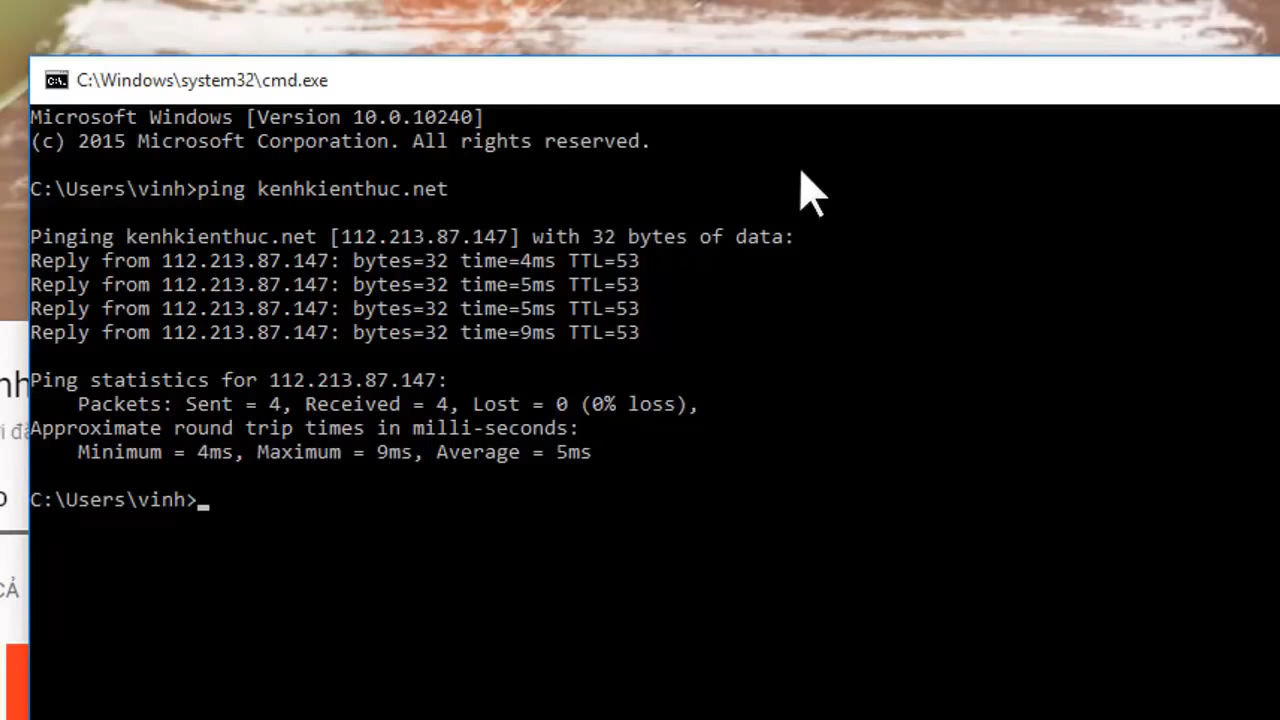 C:\Windows\system32\cmd.exe
Microsoft Windows [Version 10.0.10240]
(c) 2015 Microsoft Corporation. All rights reserved.
C:\Users\vinh>ping kenhkienthuc.net
Pinging kenhkienthuc.net [112.213.87.147] with 32 bytes of data:
Reply from 112.213.87.147: bytes=32 time=4ms TTL=53
Reply from 112.213.87.147: bytes=32 time=5ms TTL=53
Reply from 112.213.87.147: bytes=32 time=5ms TTL=53
Reply from 112.213.87.147: bytes=32 time=9ms TTL=53
Ping statistics for 112.213.87.147:
Packets: Sent = 4, Received = 4, Lost = 0 (0% loss),
Approximate round trip times in milli-seconds:
Minimum = 4ms, Maximum = 9ms, Average = 5ms
C:\Users\vinh>